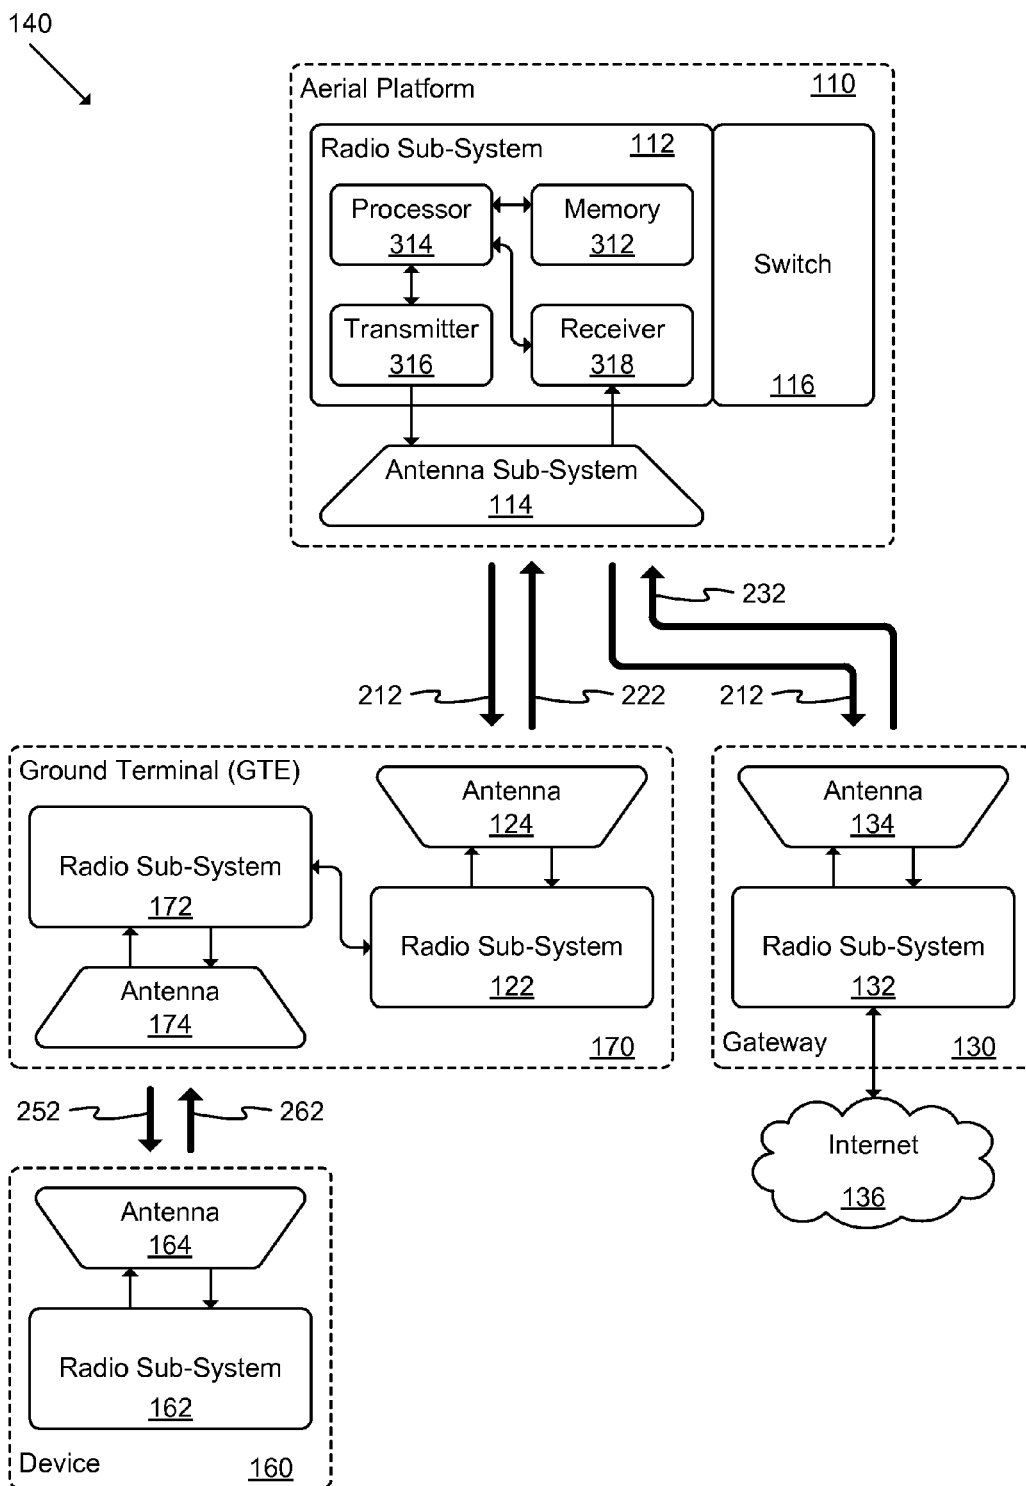 140
Aerial Platform
110
Radio Sub-System
112
Processor
314
Memory
312
Switch
116
Transmitter
316
Receiver
318
Antenna Sub-System
114
232
212
222
212
Ground Terminal (GTE)
Antenna
124
Radio Sub-System
172
Radio Sub-System
122
Antenna
174
170
Antenna
134
Radio Sub-System
132
Gateway
130
252
262
Internet
136
Antenna
164
Radio Sub-System
162
Device
160